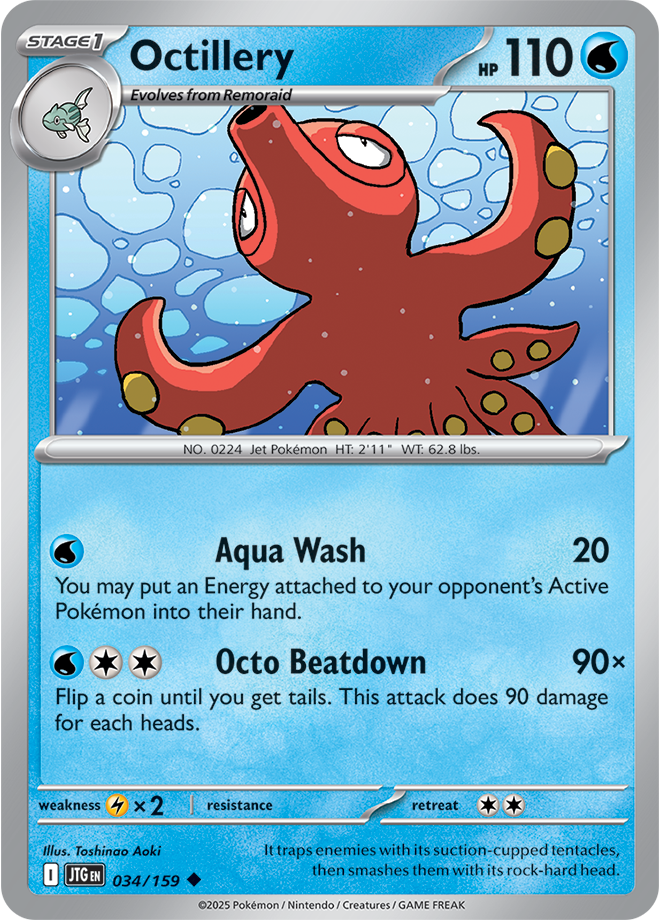 STAGE 1
Octillery
HP 110
Evolves from Remoraid
NO. 0224 Jet Pokémon HT: 2'11" WT: 62.8 lbs.
Aqua Wash 20
You may put an Energy attached to your opponent's Active
Pokémon into their hand.
Octo Beatdown 90×
Flip a coin until you get tails. This attack does 90 damage
for each heads.
weakness ×2 resistance retreat
Illus. Toshinao Aoki
It traps enemies with its suction-cupped tentacles,
then smashes them with its rock-hard head.
I JTG EN 034/159
©2025 Pokémon / Nintendo / Creatures / GAME FREAK